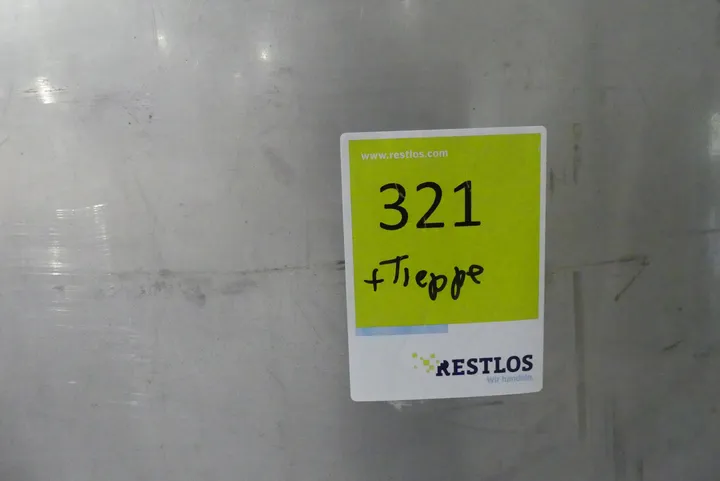 www.restlos.com
321
+Treppe
RESTLOS
Wir handeln.